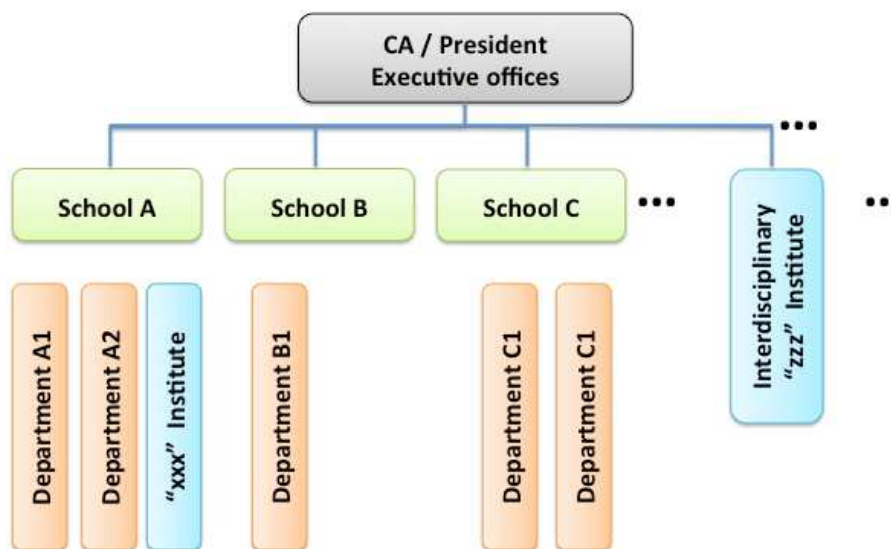 CA / President
Executive offices
...
School A
School B
School C
...
Interdisciplinary
“zzz” Institute
..
Department A1
Department A2
“xxx” Institute
Department B1
Department C1
Department C1